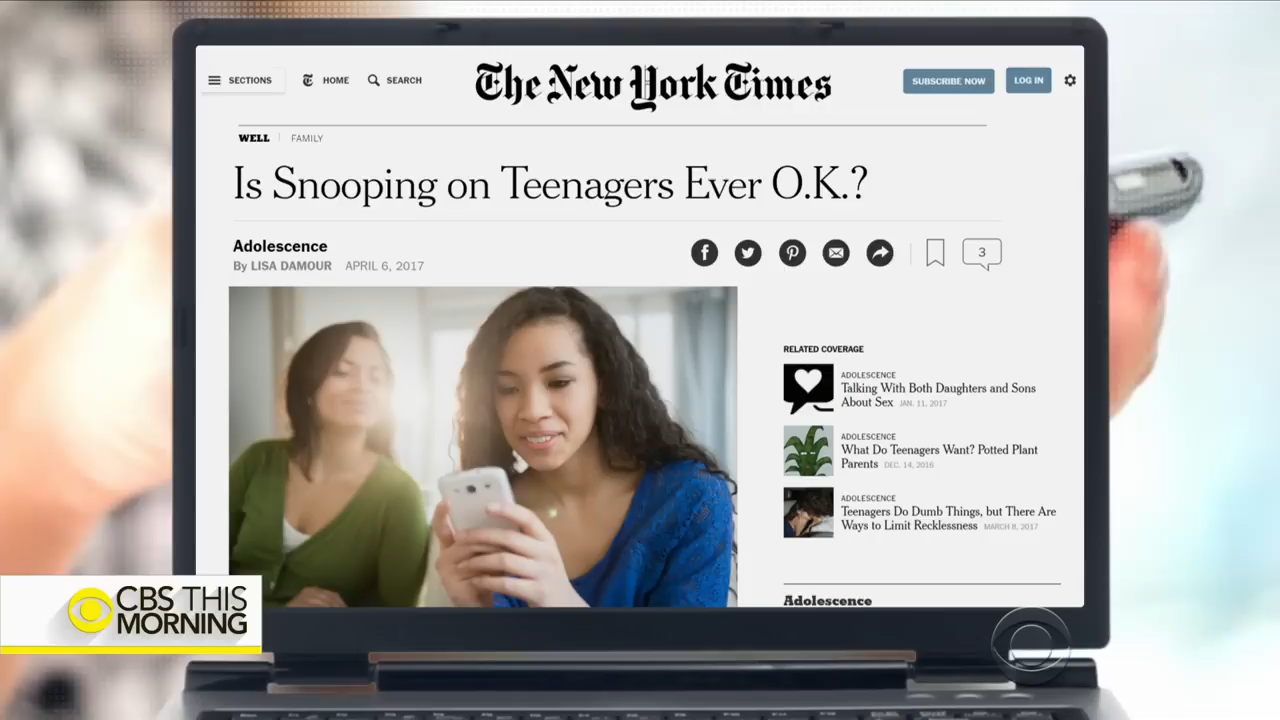 SECTIONS
HOME
SEARCH
The New York Times
SUBSCRIBE NOW
LOG IN
WELL
FAMILY
Is Snooping on Teenagers Ever O.K.?
Adolescence
By LISA DAMOUR APRIL 6, 2017
3
RELATED COVERAGE
ADOLESCENCE
Talking With Both Daughters and Sons
About Sex JAN. 11, 2017
ADOLESCENCE
What Do Teenagers Want? Potted Plant
Parents DEC. 14, 2016
ADOLESCENCE
Teenagers Do Dumb Things, but There Are
Ways to Limit Recklessness MARCH 8, 2017
Adolescence
CBS THIS
MORNING